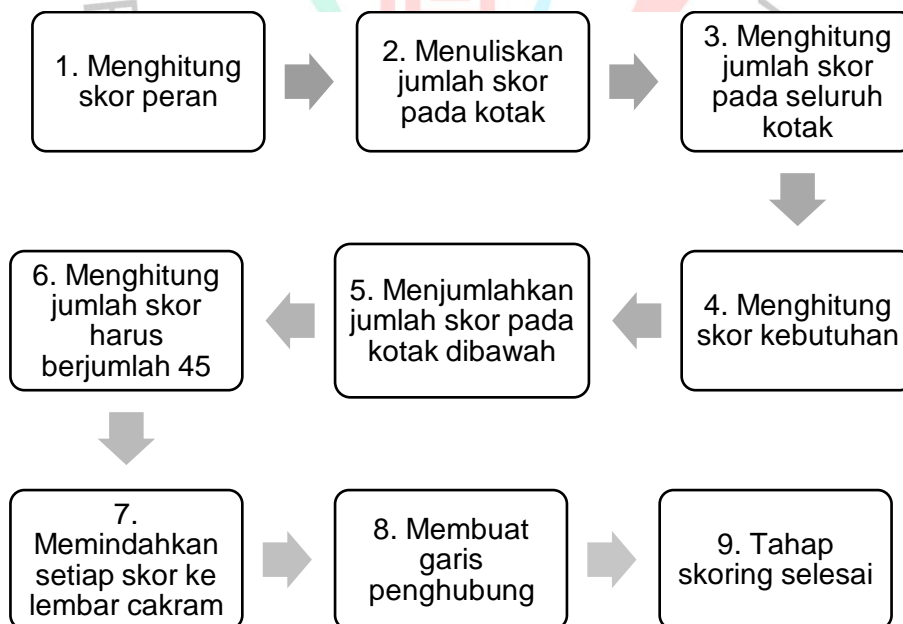 1. Menghitung
skor peran
2. Menuliskan
jumlah skor
pada kotak
3. Menghitung
jumlah skor
pada seluruh
kotak
4. Menghitung
skor kebutuhan
5. Menjumlahkan
jumlah skor pada
kotak dibawah
6. Menghitung
jumlah skor
harus
berjumlah 45
7.
Memindahkan
setiap skor ke
lembar cakram
8. Membuat
garis
penghubung
9. Tahap
skoring selesai